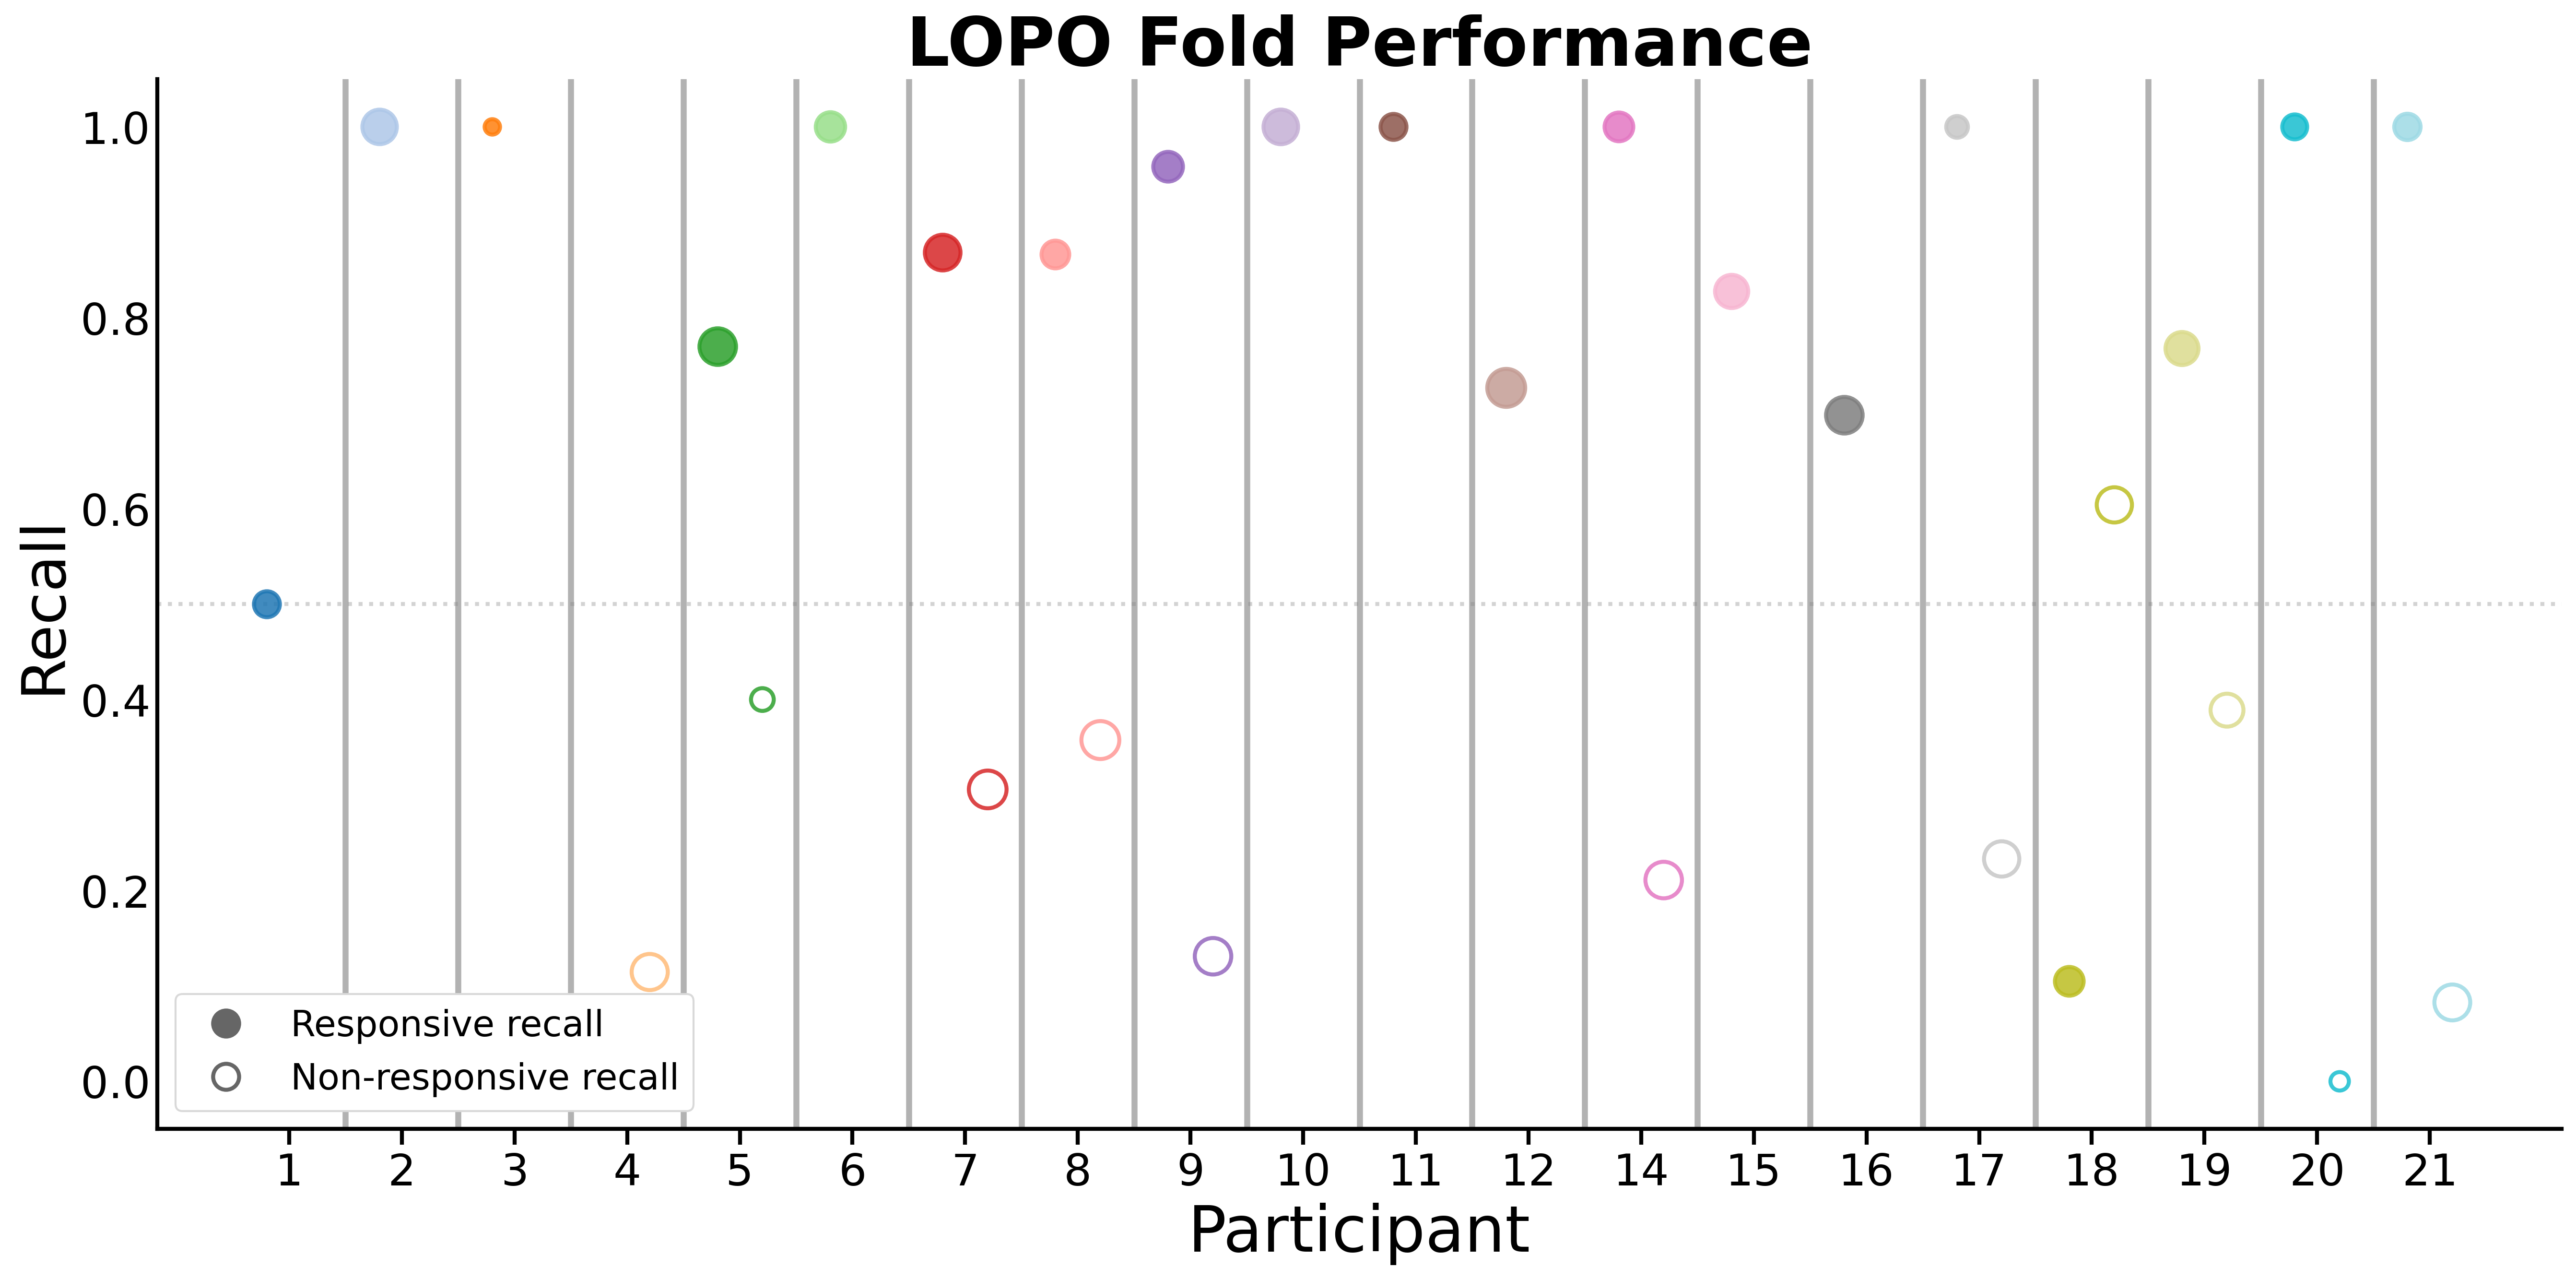 LOPO Fold Performance
Recall
1.0
0.8
0.6
0.4
0.2
0.0
Responsive recall
Non-responsive recall
1 2 3 4 5 6 7 8 9 10 11 12 14 15 16 17 18 19 20 21
Participant